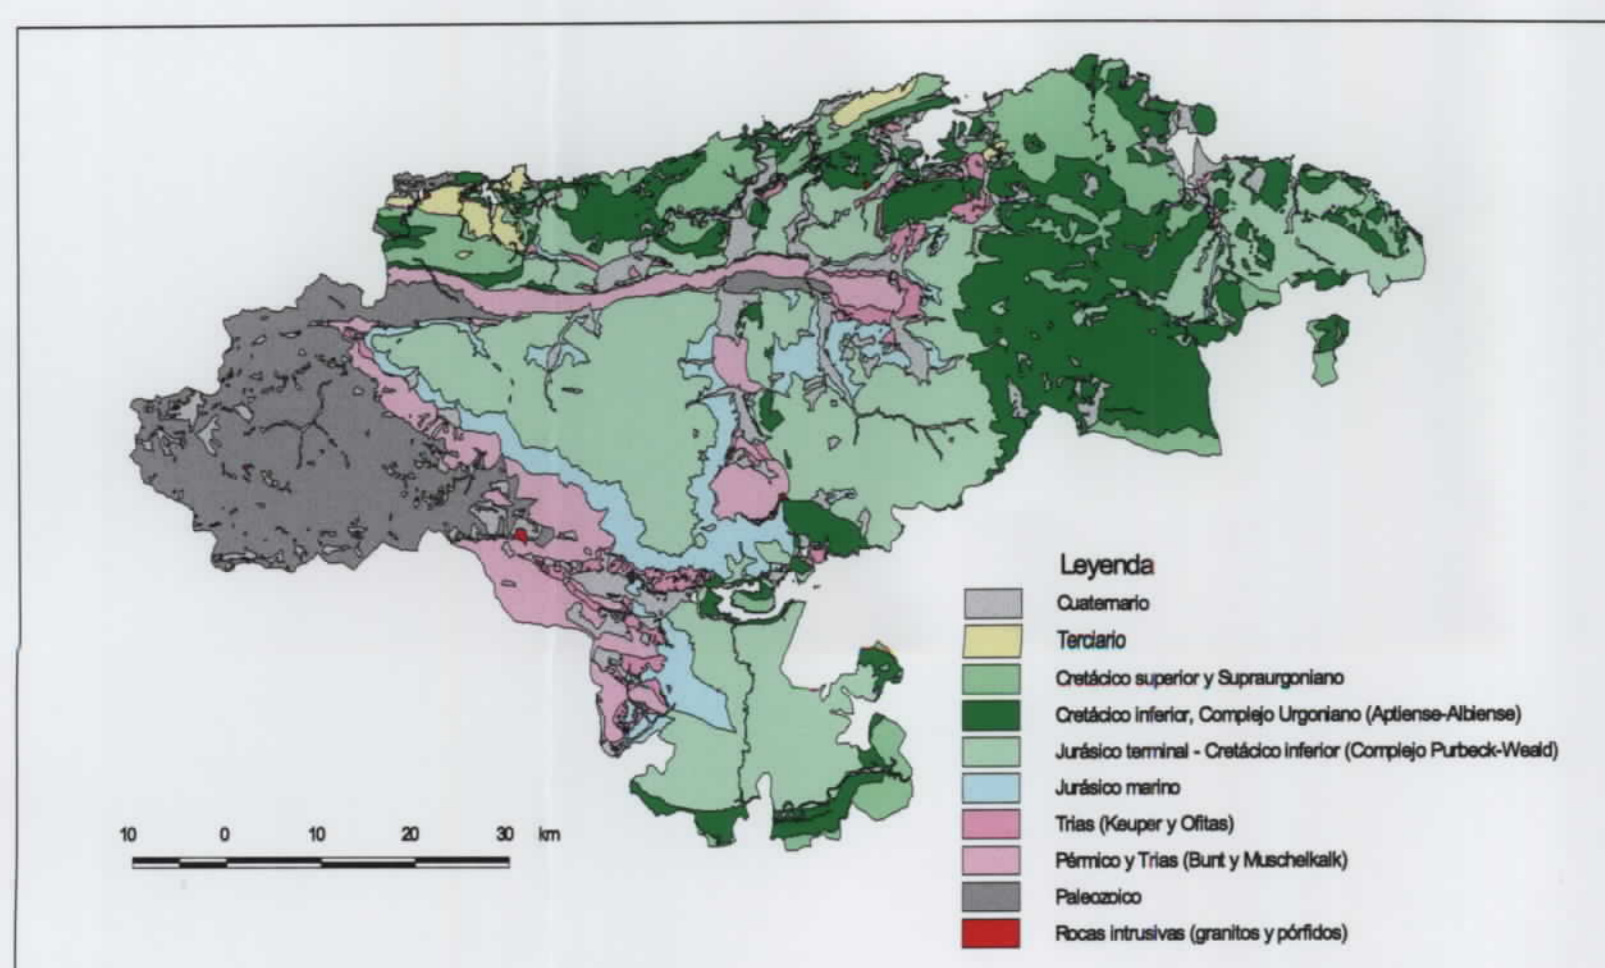 Leyenda
Cuaternario
Terciario
Cretácico superior y Supraurgoniano
Cretácico inferior, Complejo Urgoniano (Aptiense-Albiense)
Jurásico terminal - Cretácico inferior (Complejo Purbeck-Weald)
Jurásico marino
Trias (Keuper y Ofitas)
Pérmico y Trias (Bunt y Muschelkalk)
Paleozoico
Rocas intrusivas (granitos y pórfidos)
10 0 10 20 30 km